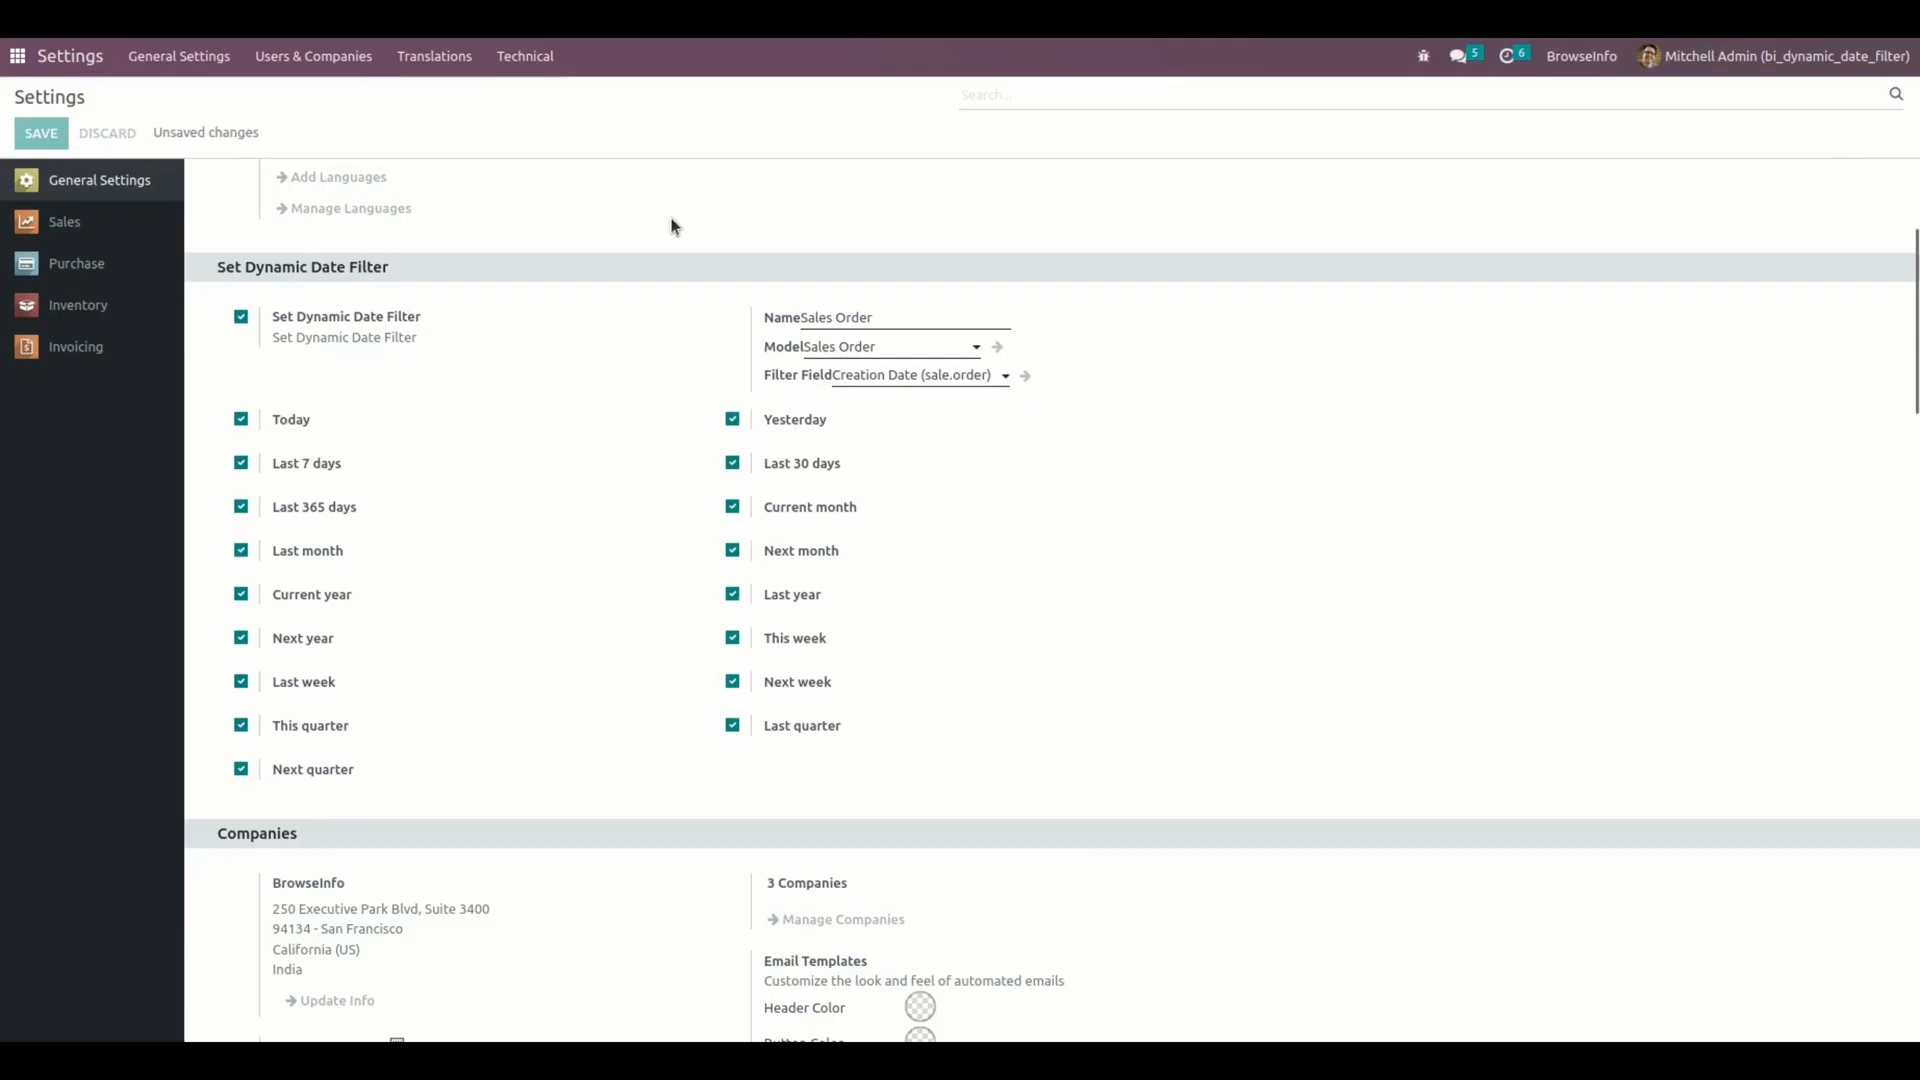 Settings General Settings Users & Companies Translations Technical 5 6 BrowseInfo Mitchell Admin (bi_dynamic_date_filter)
Settings Search...
SAVE DISCARD Unsaved changes
General Settings
Sales
Purchase
Inventory
Invoicing
Add Languages
Manage Languages
Set Dynamic Date Filter
Set Dynamic Date Filter
Set Dynamic Date Filter
Name Sales Order
Model Sales Order
Filter Field Creation Date (sale.order)
Today Yesterday
Last 7 days Last 30 days
Last 365 days Current month
Last month Next month
Current year Last year
Next year This week
Last week Next week
This quarter Last quarter
Next quarter
Companies
BrowseInfo
250 Executive Park Blvd, Suite 3400
94134 - San Francisco
California (US)
India
Update Info
3 Companies
Manage Companies
Email Templates
Customize the look and feel of automated emails
Header Color